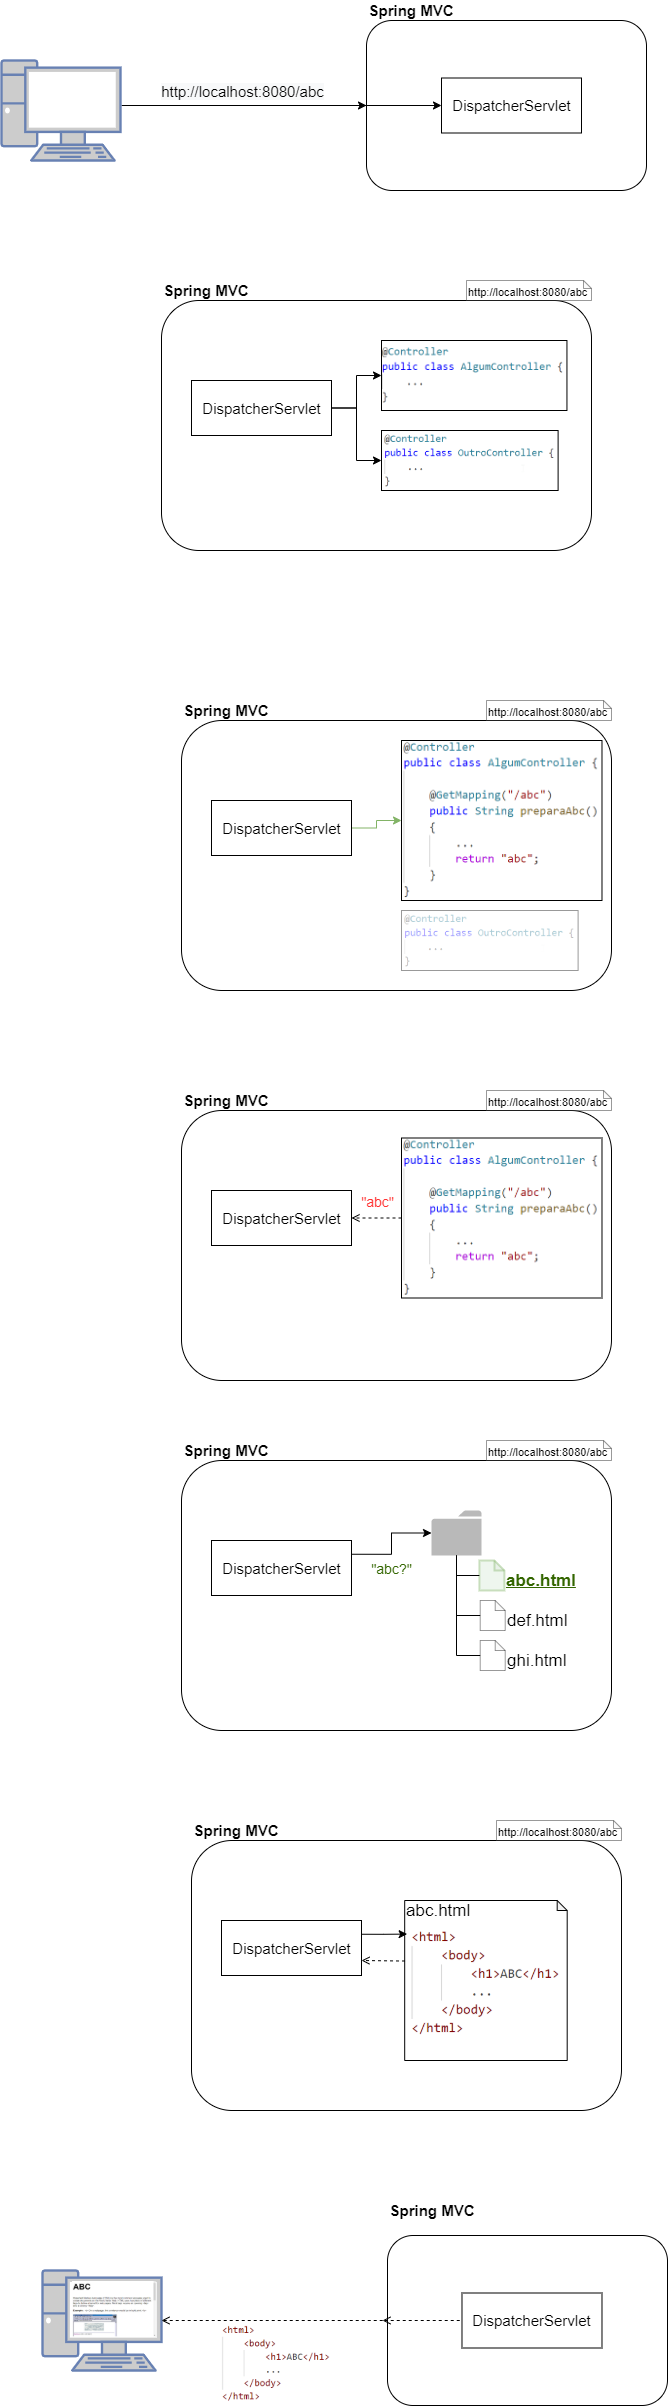 Spring MVC
http://localhost:8080/abc
DispatcherServlet
Spring MVC
http://localhost:8080/abc
@Controller
public class AlgumController {
...
}
DispatcherServlet
@Controller
public class OutroController {
...
}
Spring MVC
http://localhost:8080/abc
@Controller
public class AlgumController {
@GetMapping("/abc")
public String preparaAbc()
{
...
return "abc";
}
}
DispatcherServlet
@Controller
public class OutroController {
...
}
Spring MVC
http://localhost:8080/abc
@Controller
public class AlgumController {
@GetMapping("/abc")
public String preparaAbc()
{
...
return "abc";
}
}
"abc"
DispatcherServlet
Spring MVC
http://localhost:8080/abc
DispatcherServlet
"abc?"
abc.html
def.html
ghi.html
Spring MVC
http://localhost:8080/abc
DispatcherServlet
abc.html
<html>
<body>
<h1>ABC</h1>
...
</body>
</html>
Spring MVC
ABC
DispatcherServlet
<html>
<body>
<h1>ABC</h1>
...
</body>
</html>